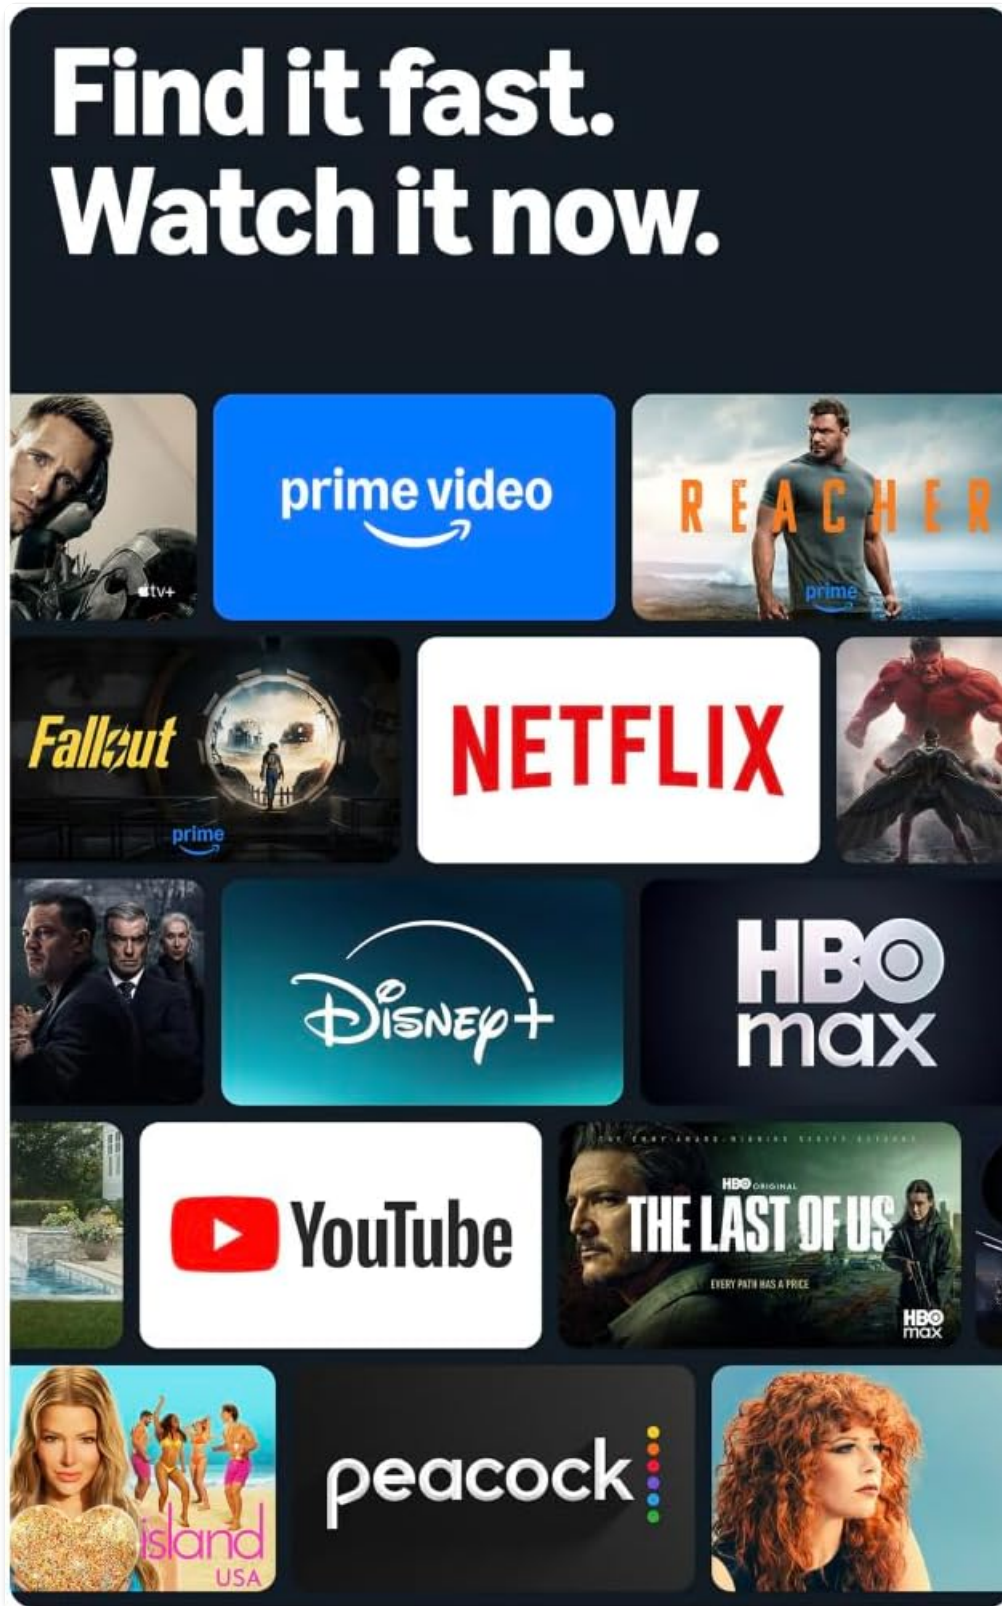 Find it fast.
Watch it now.
tv+
prime video
REACHER
prime
Fallout
prime
NETFLIX
Disney+
HBO
max
YouTube
HBO ORIGINAL
THE LAST OF US
EVERY PATH HAS A PRICE
HBO
max
island
USA
peacock